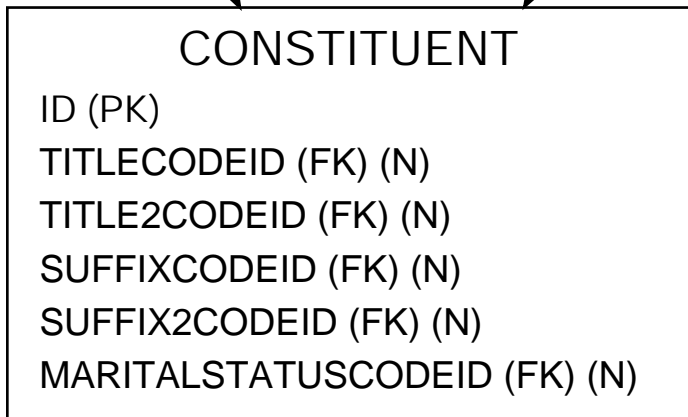 CONSTITUENT
ID (PK)
TITLECODEID (FK) (N)
TITLE2CODEID (FK) (N)
SUFFIXCODEID (FK) (N)
SUFFIX2CODEID (FK) (N)
MARITALSTATUSCODEID (FK) (N)